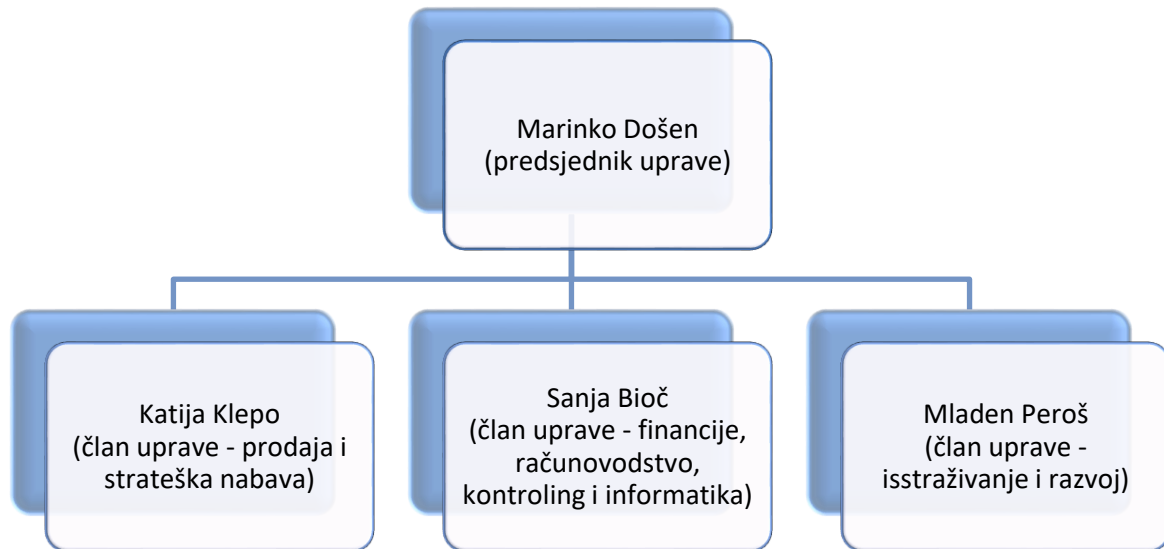 Marinko Došen
(predsjednik uprave)
Katija Klepo
(član uprave - prodaja i
strateška nabava)
Sanja Bioč
(član uprave - financije,
računovodstvo,
kontroling i informatika)
Mladen Peroš
(član uprave -
isstraživanje i razvoj)